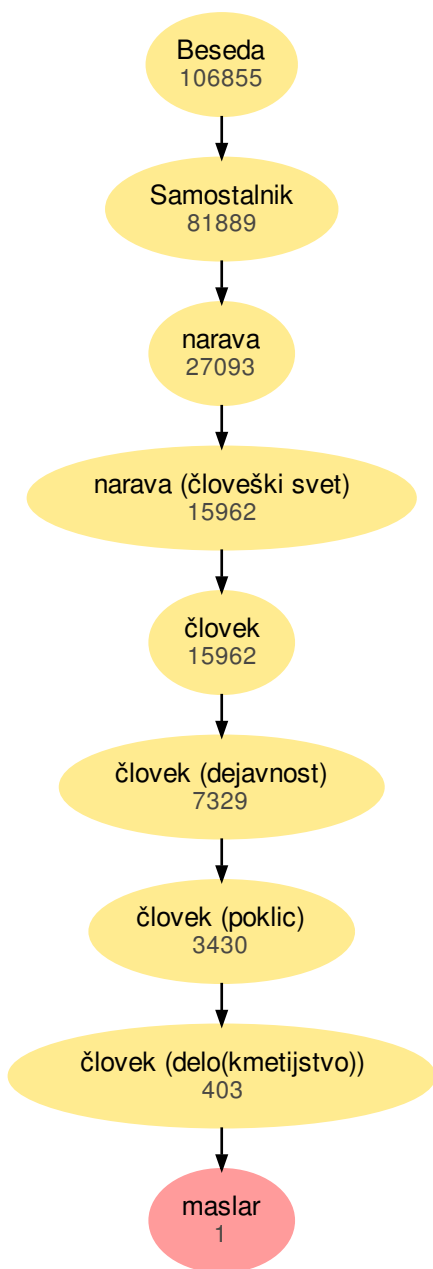 Beseda
106855
Samostalnik
81889
narava
27093
narava (človeški svet)
15962
človek
15962
človek (dejavnost)
7329
človek (poklic)
3430
človek (delo(kmetijstvo))
403
maslar
1